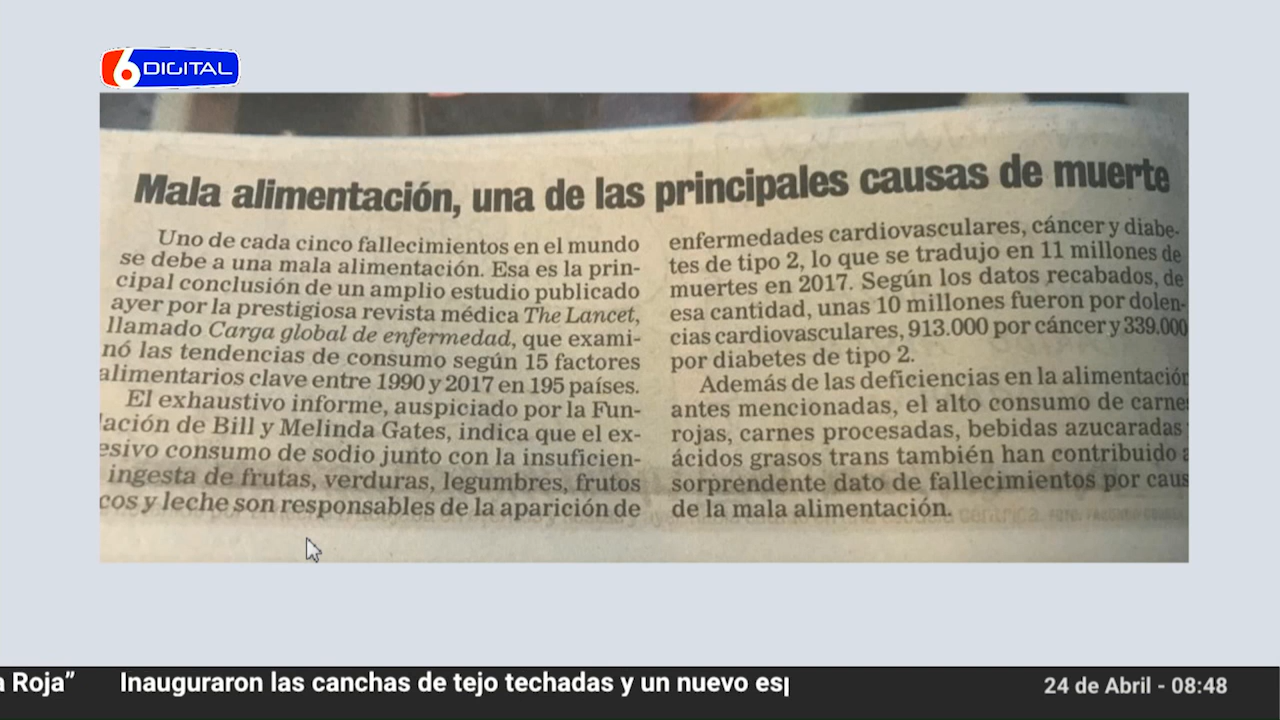 6 DIGITAL
Mala alimentación, una de las principales causas de muerte
Uno de cada cinco fallecimientos en el mundo
se debe a una mala alimentación. Esa es la prin-
cipal conclusión de un amplio estudio publicado
ayer por la prestigiosa revista médica The Lancet,
llamado Carga global de enfermedad, que exami-
nó las tendencias de consumo según 15 factores
alimentarios clave entre 1990 y 2017 en 195 países.
El exhaustivo informe, auspiciado por la Fun-
lación de Bill y Melinda Gates, indica que el ex-
esivo consumo de sodio junto con la insuficien-
ingesta de frutas, verduras, legumbres, frutos
cos y leche son responsables de la aparición de
enfermedades cardiovasculares, cáncer y diabe-
tes de tipo 2, lo que se tradujo en 11 millones de
muertes en 2017. Según los datos recabados, de
esa cantidad, unas 10 millones fueron por dolen-
cias cardiovasculares, 913.000 por cáncer y 339.000
por diabetes de tipo 2.
Además de las deficiencias en la alimentación
antes mencionadas, el alto consumo de carnes
rojas, carnes procesadas, bebidas azucaradas
ácidos grasos trans también han contribuido a
sorprendente dato de fallecimientos por caus
de la mala alimentación.
a Roja” Inauguraron las canchas de tejo techadas y un nuevo esp
24 de Abril - 08:48